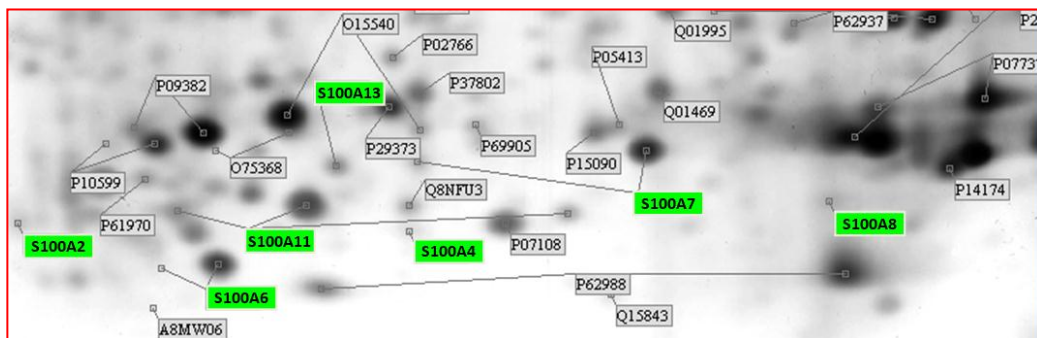 O15540
P62937
Q01995
P02766
P05413
P09382
P37802
S100A13
Q01469
P29373
P69905
O75368
P15090
P10599
P14174
Q8NFU3
S100A7
P61970
S100A8
S100A2
S100A11
S100A4
P07108
P62988
S100A6
Q15843
A8MW06